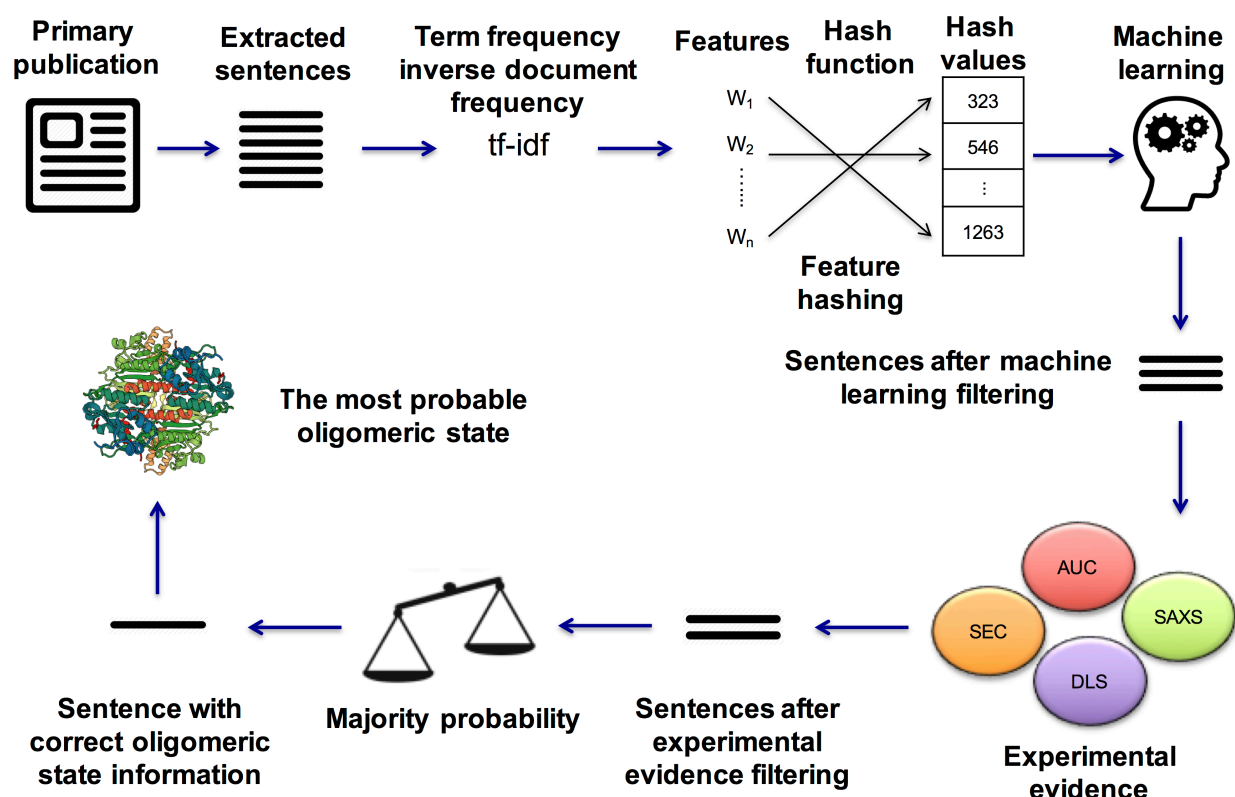 Primary
publication
Extracted
sentences
Term frequency
inverse document
frequency
tf-idf
Features
W1
W2
Wn
Hash
function
Feature
hashing
Hash
values
323
546
⋮
1263
Machine
learning
Sentences after machine
learning filtering
AUC
SEC
SAXS
DLS
Experimental
evidence
Sentences after
experimental
evidence filtering
Majority probability
Sentence with
correct oligomeric
state information
The most probable
oligomeric state